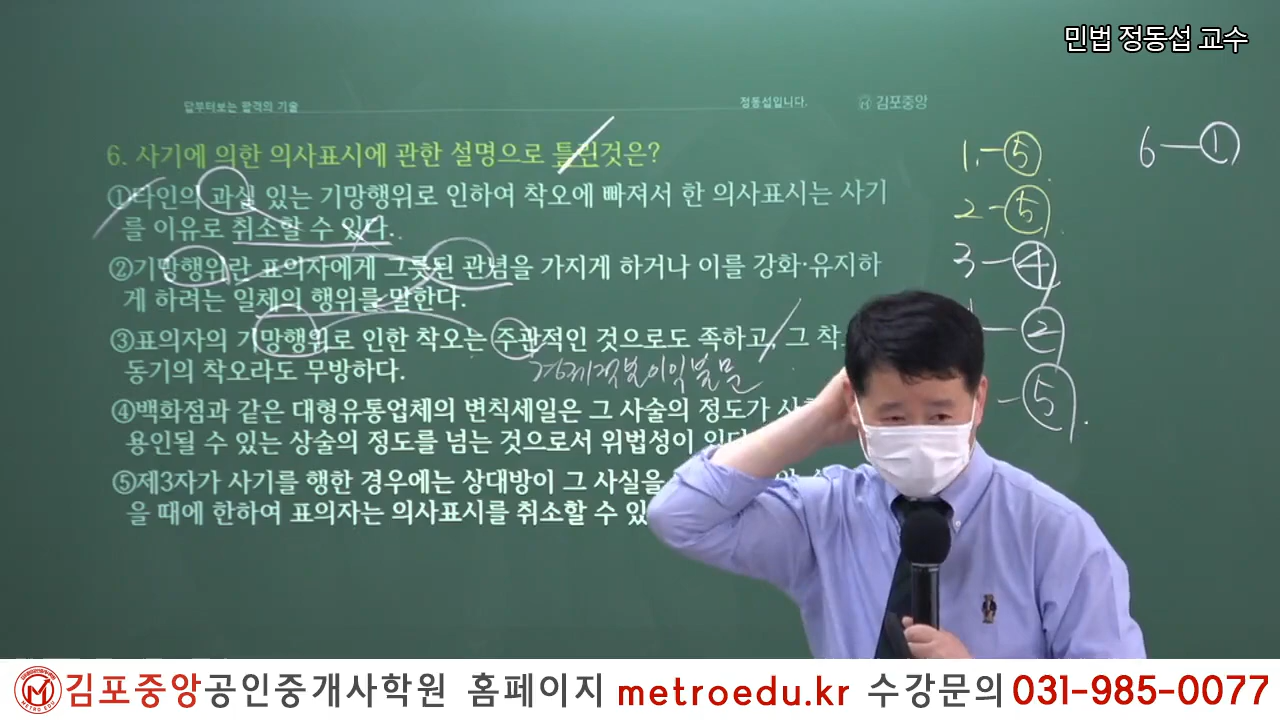 민법 정동섭 교수
답부터보는 합격의 기술
정동섭입니다.
김포중앙
6. 사기에 의한 의사표시에 관한 설명으로 틀린것은?
①타인의 과실 있는 기망행위로 인하여 착오에 빠져서 한 의사표시는 사기
를 이유로 취소할 수 있다.
②기망행위란 표의자에게 그릇된 관념을 가지게 하거나 이를 강화·유지하
게 하려는 일체의 행위를 말한다.
③표의자의 기망행위로 인한 착오는 주관적인 것으로도 족하고, 그 착
동기의 착오라도 무방하다.
경제적불이익불문
④백화점과 같은 대형유통업체의 변칙세일은 그 사술의 정도가 사
용인될 수 있는 상술의 정도를 넘는 것으로서 위법성이 있다
⑤제3자가 사기를 행한 경우에는 상대방이 그 사실을
을 때에 한하여 표의자는 의사표시를 취소할 수 있
1.-⑤
2-⑤
3-④
-②
-⑤
6-①
METRO EDU
김포중앙공인중개사학원 홈페이지 metroedu.kr 수강문의 031-985-0077